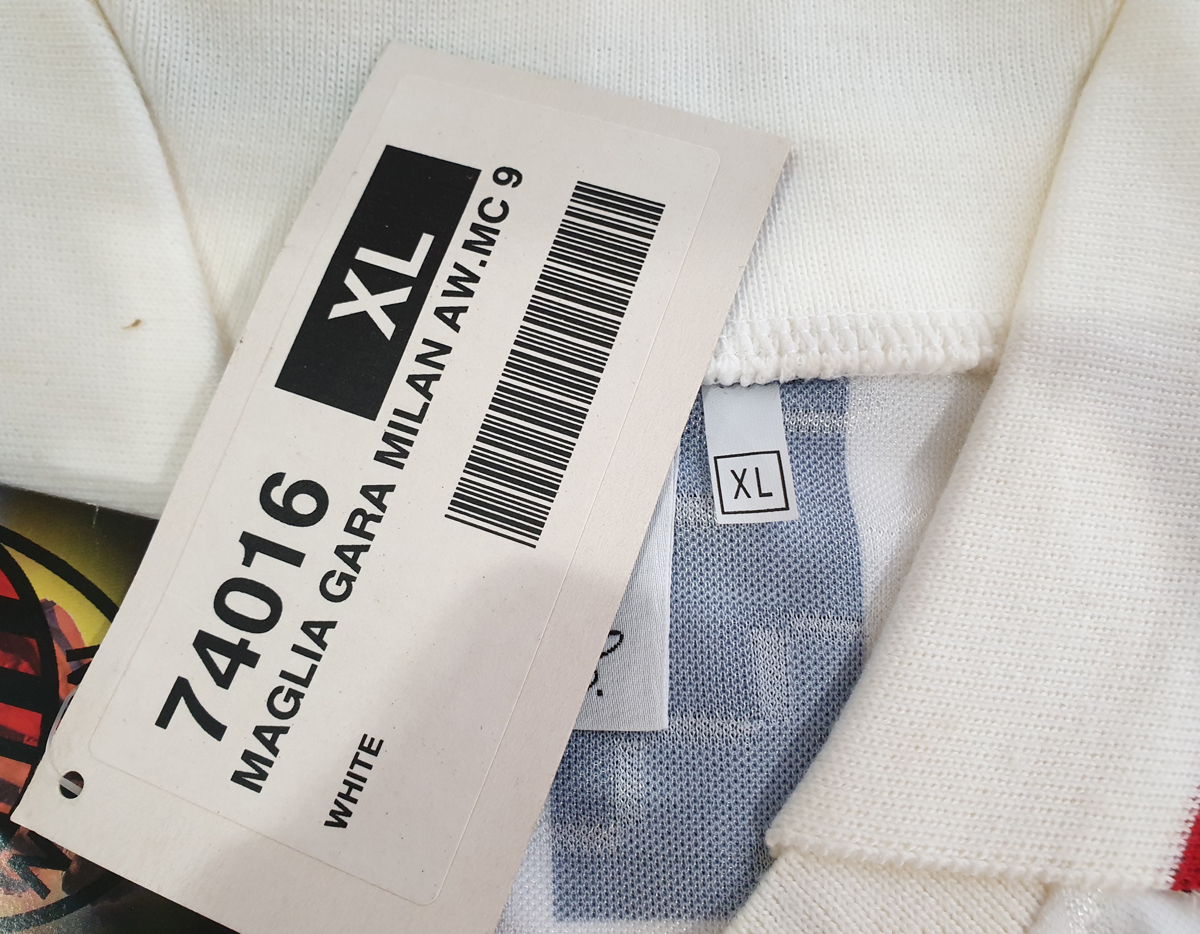 XL
74016
MAGLIA GARA MILAN AW.MC 9
WHITE
XL